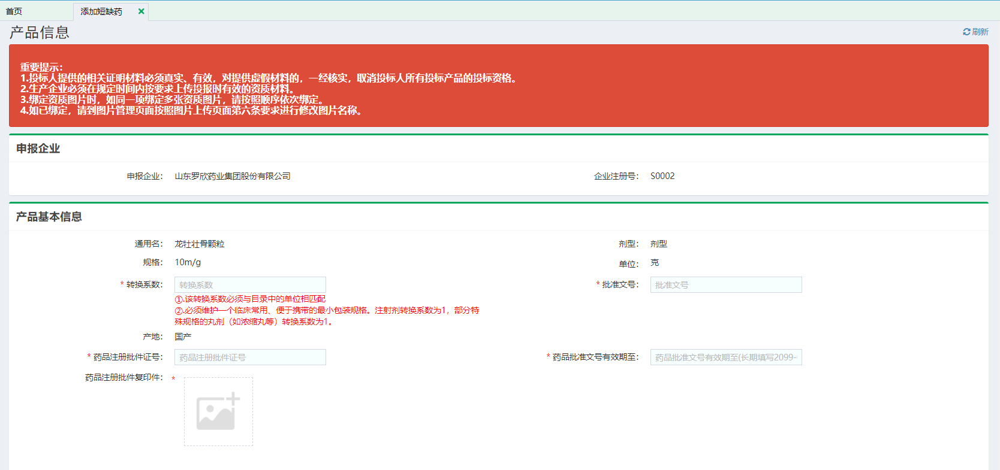 首页 添加短缺药
产品信息 刷新
重要提示：
1.投标人提供的相关证明材料必须真实、有效，对提供虚假材料的，一经核实，取消投标人所有投标产品的投标资格。
2.生产企业必须在规定时间内按要求上传投报时有效的资质材料。
3.绑定资质图片时，如同一项绑定多张资质图片，请按照顺序依次绑定。
4.如已绑定，请到图片管理页面按照图片上传页面第六条要求进行修改图片名称。
申报企业
申报企业： 山东罗欣药业集团股份有限公司 企业注册号： S0002
产品基本信息
通用名： 龙牡壮骨颗粒 剂型： 剂型
规格： 10m/g 单位： 克
* 转换系数： 转换系数 * 批准文号： 批准文号
①.该转换系数必须与目录中的单位相匹配
②.必须维护一个临床常用、便于携带的最小包装规格。注射剂转换系数为1，部分特
殊规格的丸剂（如浓缩丸等）转换系数为1。
产地： 国产
* 药品注册批件证号： 药品注册批件证号 * 药品批准文号有效期至： 药品批准文号有效期至(长期填写2099-
药品注册批件复印件： *